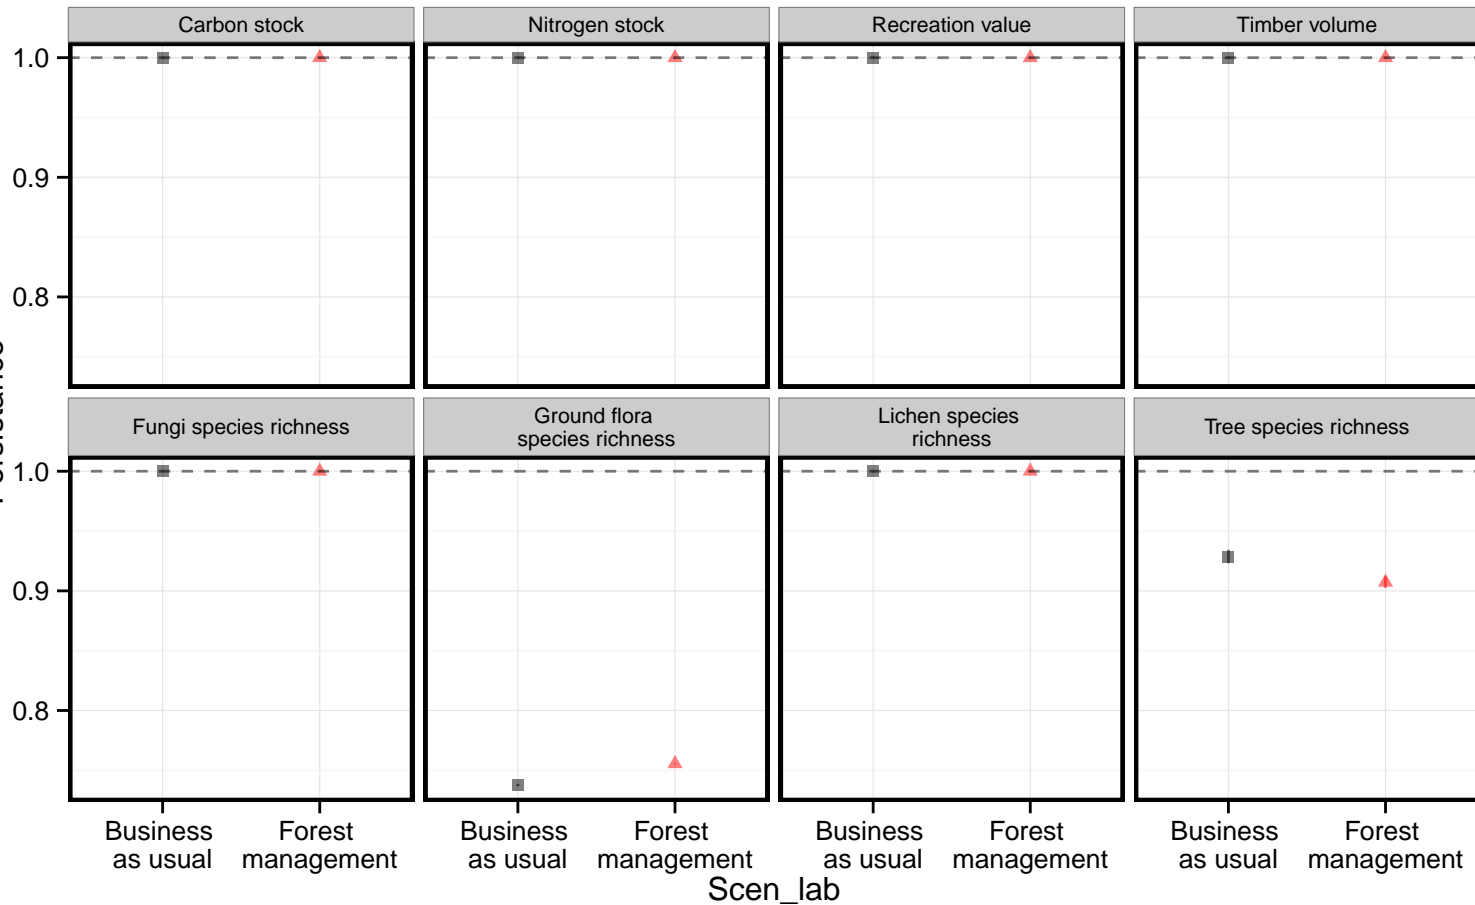 Carbon stock
Nitrogen stock
Recreation value
Timber volume
1.0
0.9
0.8
Fungi species richness
Ground flora
species richness
Lichen species
richness
Tree species richness
1.0
0.9
0.8
Business
as usual
Forest
management
Business
as usual
Forest
management
Business
as usual
Forest
management
Business
as usual
Forest
management
Scen_lab